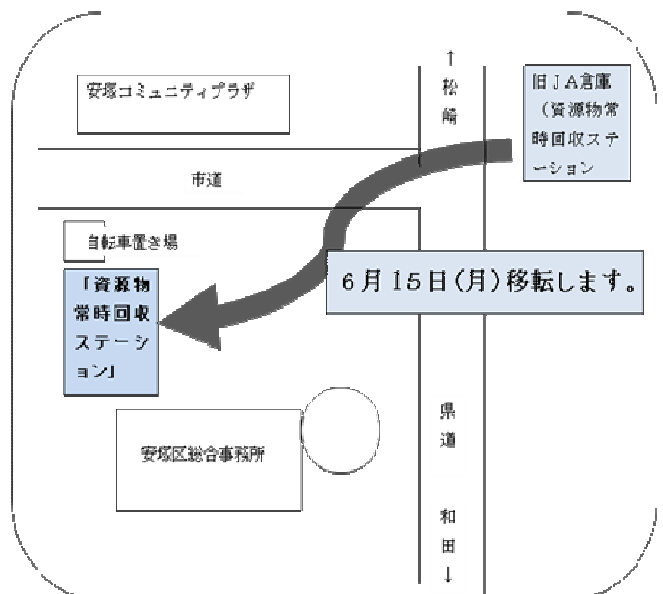 安塚コミュニティプラザ
↑松崎
旧JA倉庫
（資源物常
時回収ステ
ーション
市道
自転車置き場
6月15日(月)移転します。
「資源物
常時回収
ステーシ
ョン」
県道 和田↓
安塚区総合事務所